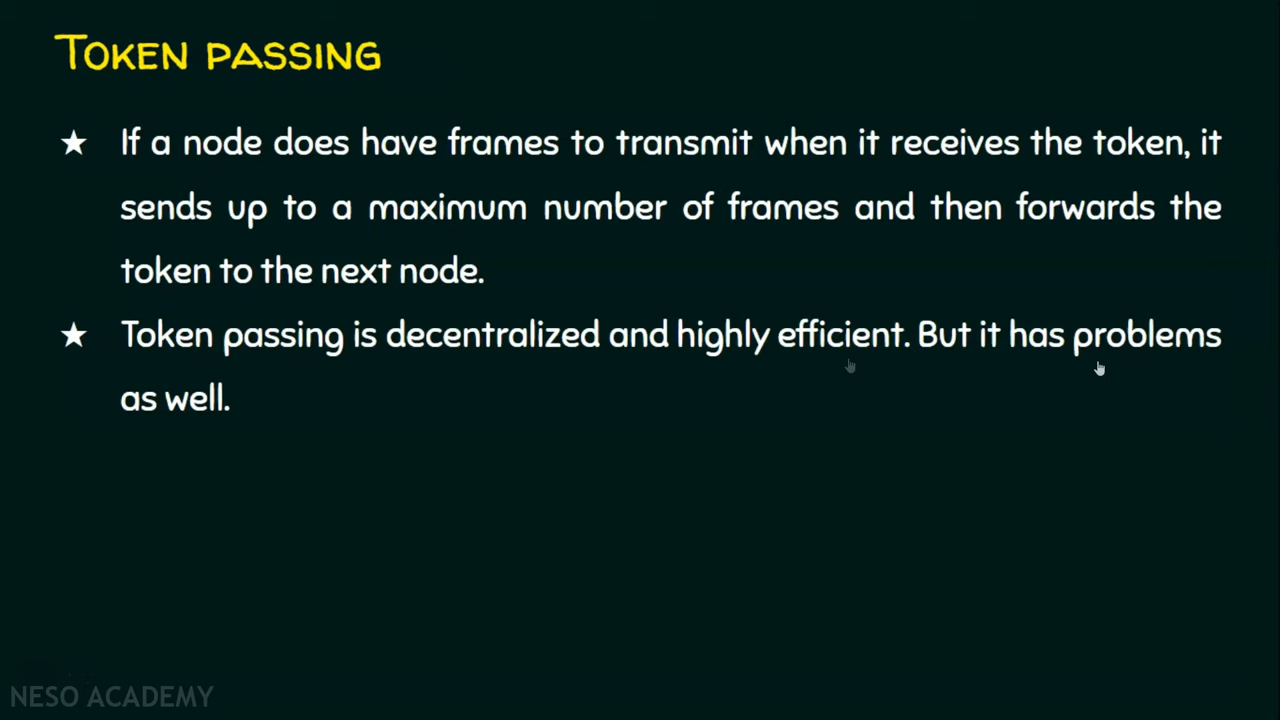 TOKEN PASSING
★ If a node does have frames to transmit when it receives the token, it
sends up to a maximum number of frames and then forwards the
token to the next node.
★ Token passing is decentralized and highly efficient. But it has problems
as well.
NESO ACADEMY